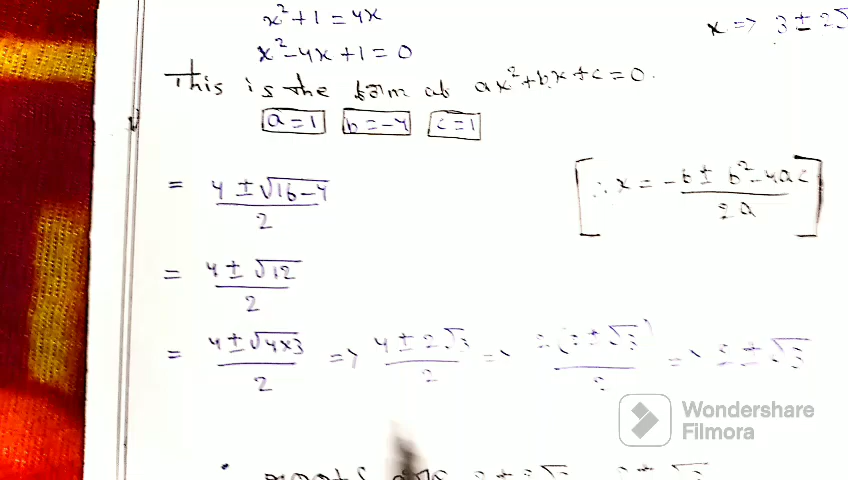 x²+1=4x
x => 3±2√
x²-4x+1=0
This is the form of ax²+bx+c=0.
a=1 b=-4 c=1
= 4±√16-4 / 2
[∴x = -b± b²-4ac / 2a]
= 4±√12 / 2
= 4±√4×3 / 2 => 4±2√3 / 2 => 2(2±√3) / 2 => 2±√3
Wondershare
Filmora